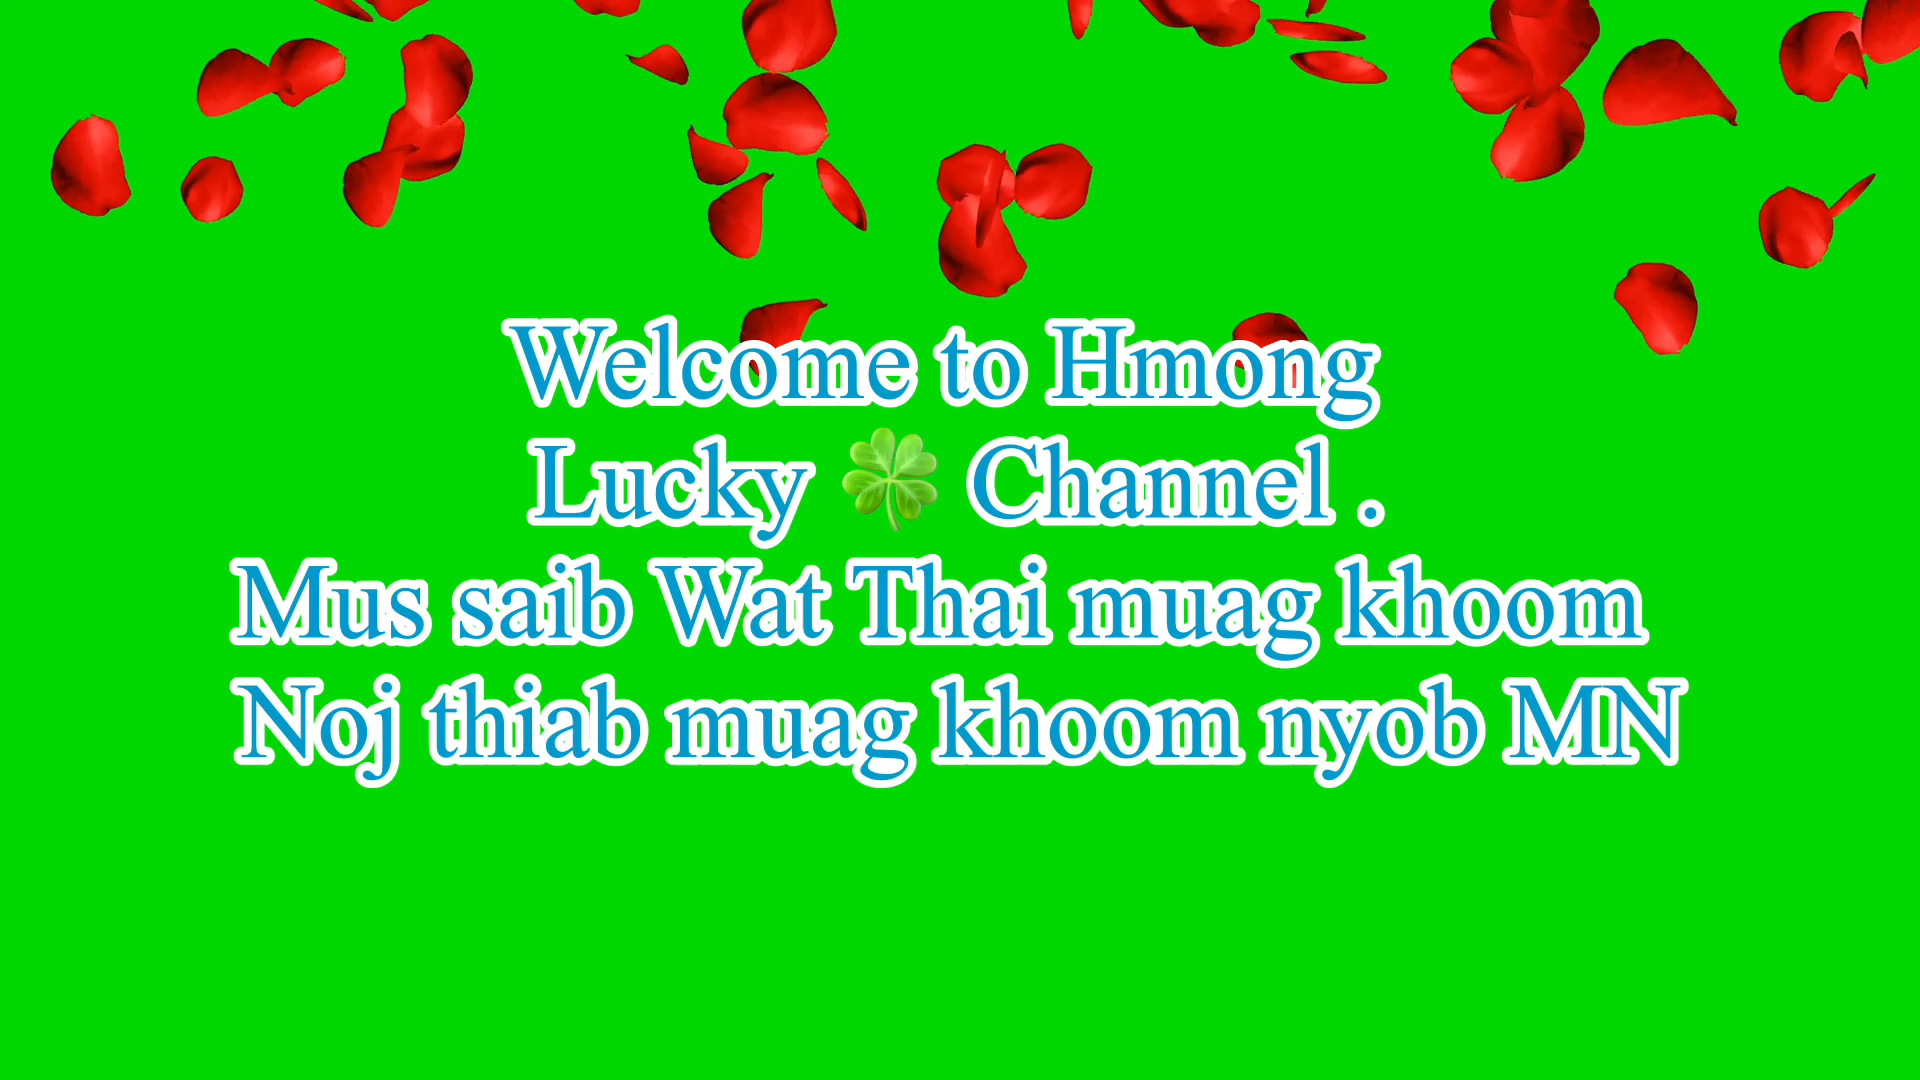 Welcome to Hmong
Lucky 🍀 Channel .
Mus saib Wat Thai muag khoom
Noj thiab muag khoom nyob MN